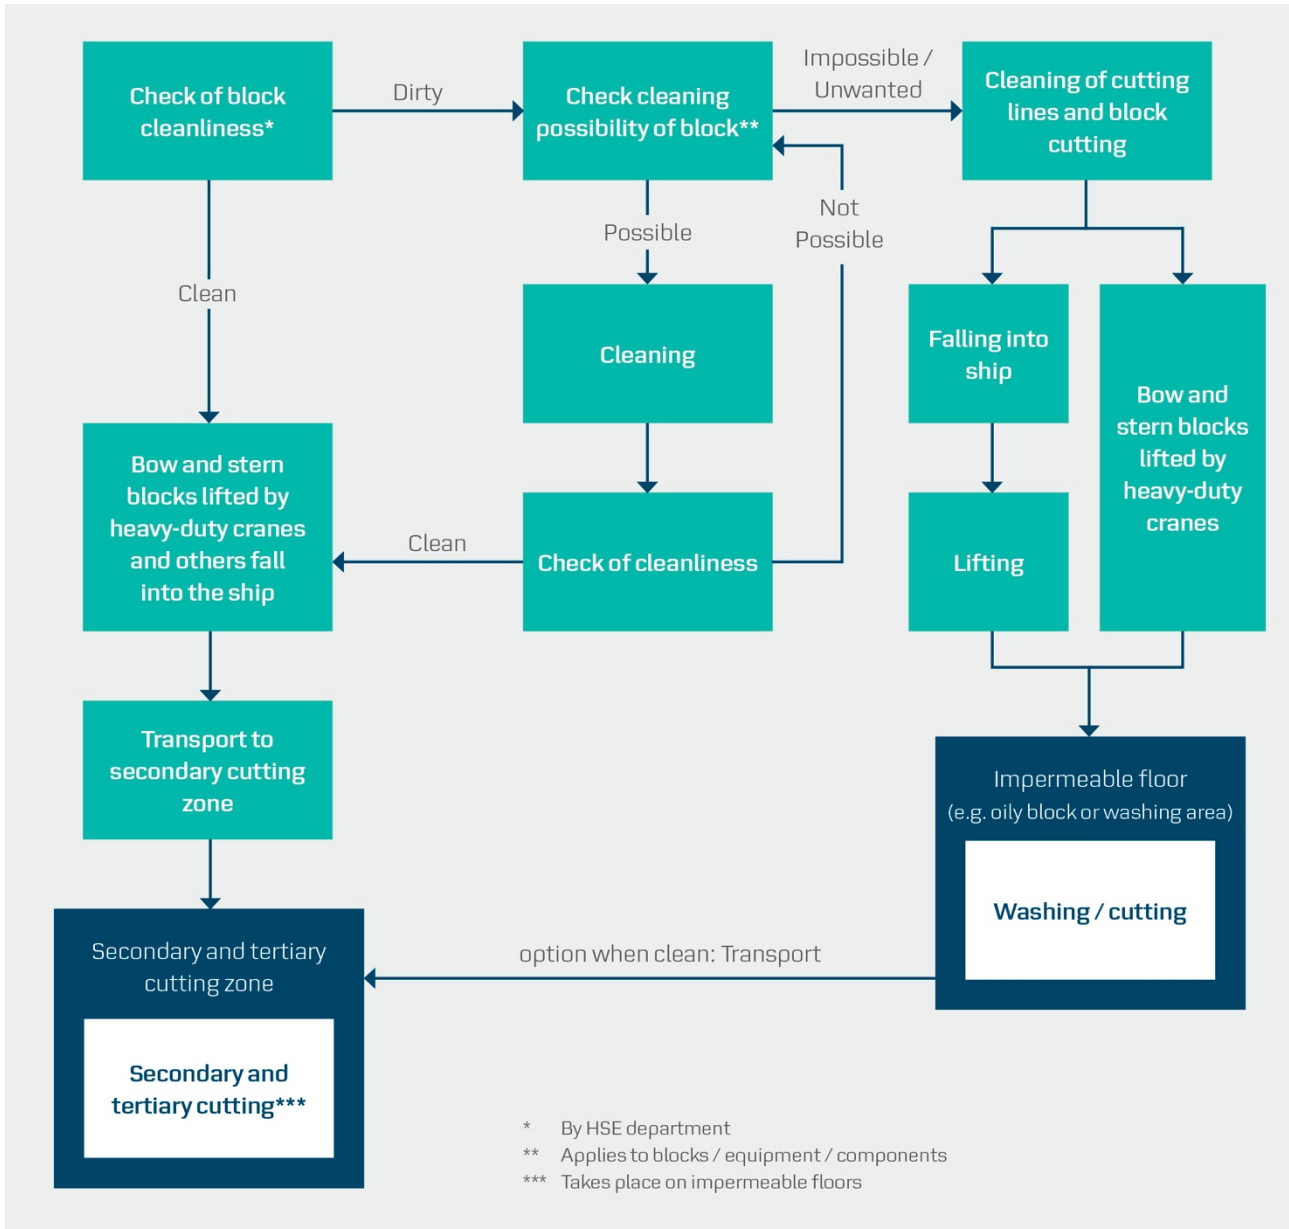 Check of block
cleanliness*
Dirty
Check cleaning
possibility of block**
Impossible /
Unwanted
Cleaning of cutting
lines and block
cutting
Clean
Possible
Not
Possible
Cleaning
Falling into
ship
Bow and
stern blocks
lifted by
heavy-duty
cranes
Bow and stern
blocks lifted by
heavy-duty cranes
and others fall
into the ship
Clean
Check of cleanliness
Lifting
Transport to
secondary cutting
zone
Impermeable floor
(e.g. oily block or washing area)
Washing / cutting
option when clean: Transport
Secondary and tertiary
cutting zone
Secondary and
tertiary cutting***
* By HSE department
** Applies to blocks / equipment / components
*** Takes place on impermeable floors